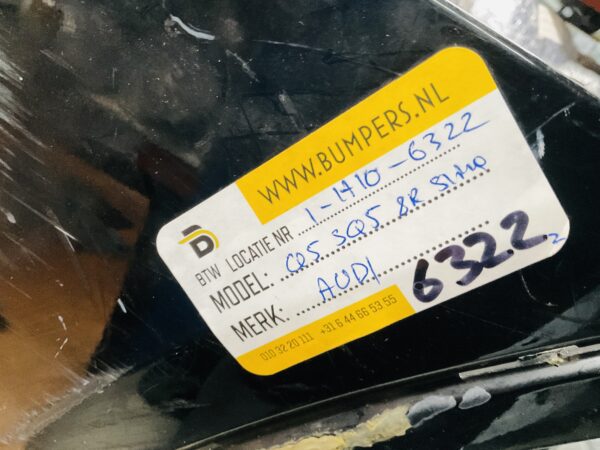 WWW.BUMPERS.NL
BTW LOCATIE NR 1-H10-6322
MODEL: Q5 SQ5 8R
MERK: AUDI 6322
010 32 20 111 +31 6 44 66 53 55